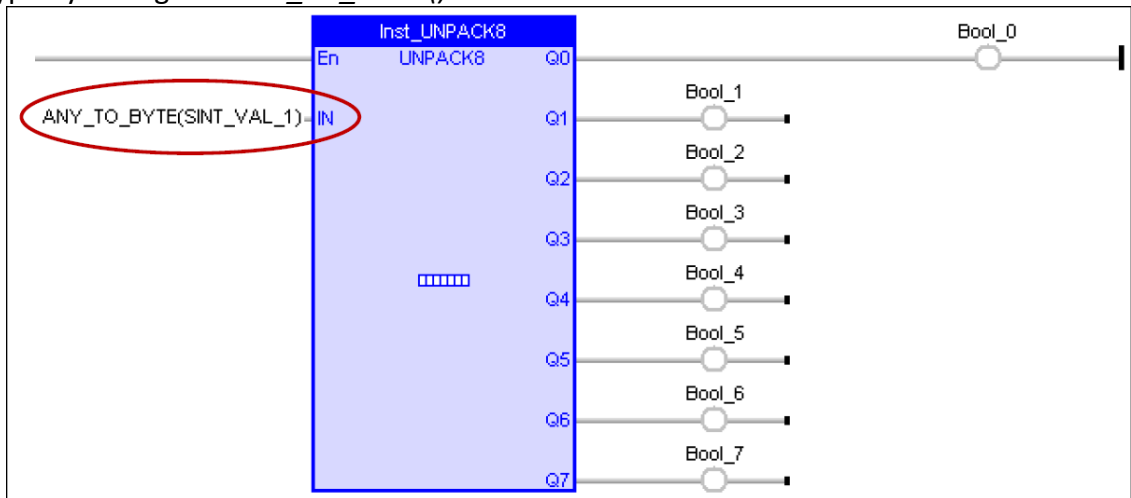 Inst_UNPACK8
Bool_0
En UNPACK8 Q0
Bool_1
ANY_TO_BYTE(SINT_VAL_1) IN Q1
Bool_2
Q2
Bool_3
Q3
Bool_4
Q4
Bool_5
Q5
Bool_6
Q6
Bool_7
Q7